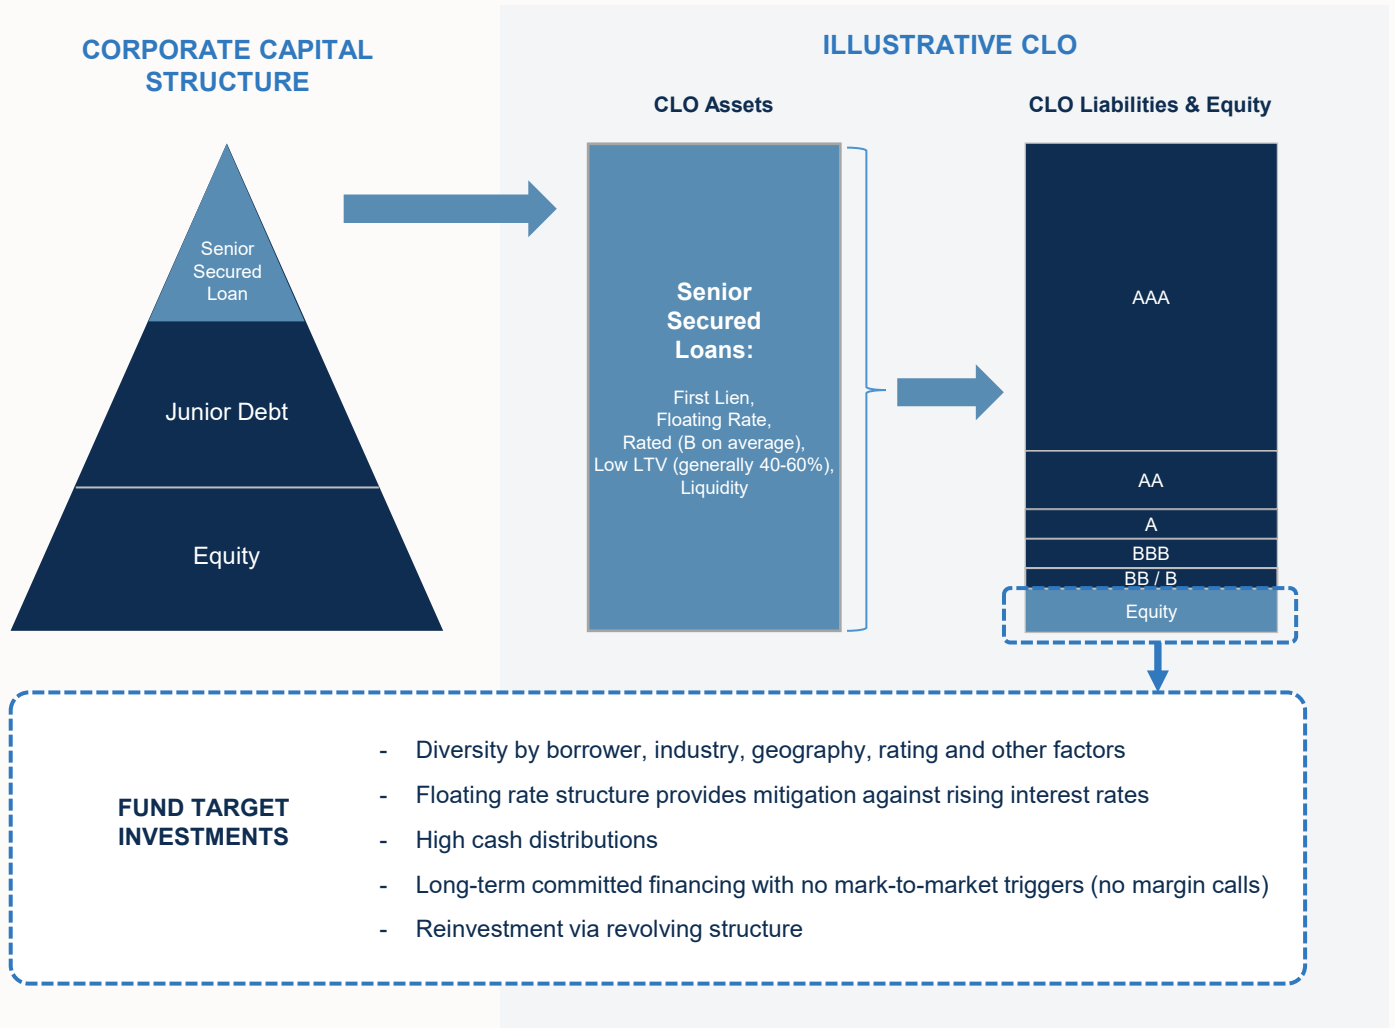 CORPORATE CAPITAL
STRUCTURE
Senior
Secured
Loan
Junior Debt
Equity
ILLUSTRATIVE CLO
CLO Assets
Senior
Secured
Loans:
First Lien,
Floating Rate,
Rated (B on average),
Low LTV (generally 40-60%),
Liquidity
CLO Liabilities & Equity
AAA
AA
A
BBB
BB / B
Equity
FUND TARGET
INVESTMENTS
- Diversity by borrower, industry, geography, rating and other factors
- Floating rate structure provides mitigation against rising interest rates
- High cash distributions
- Long-term committed financing with no mark-to-market triggers (no margin calls)
- Reinvestment via revolving structure